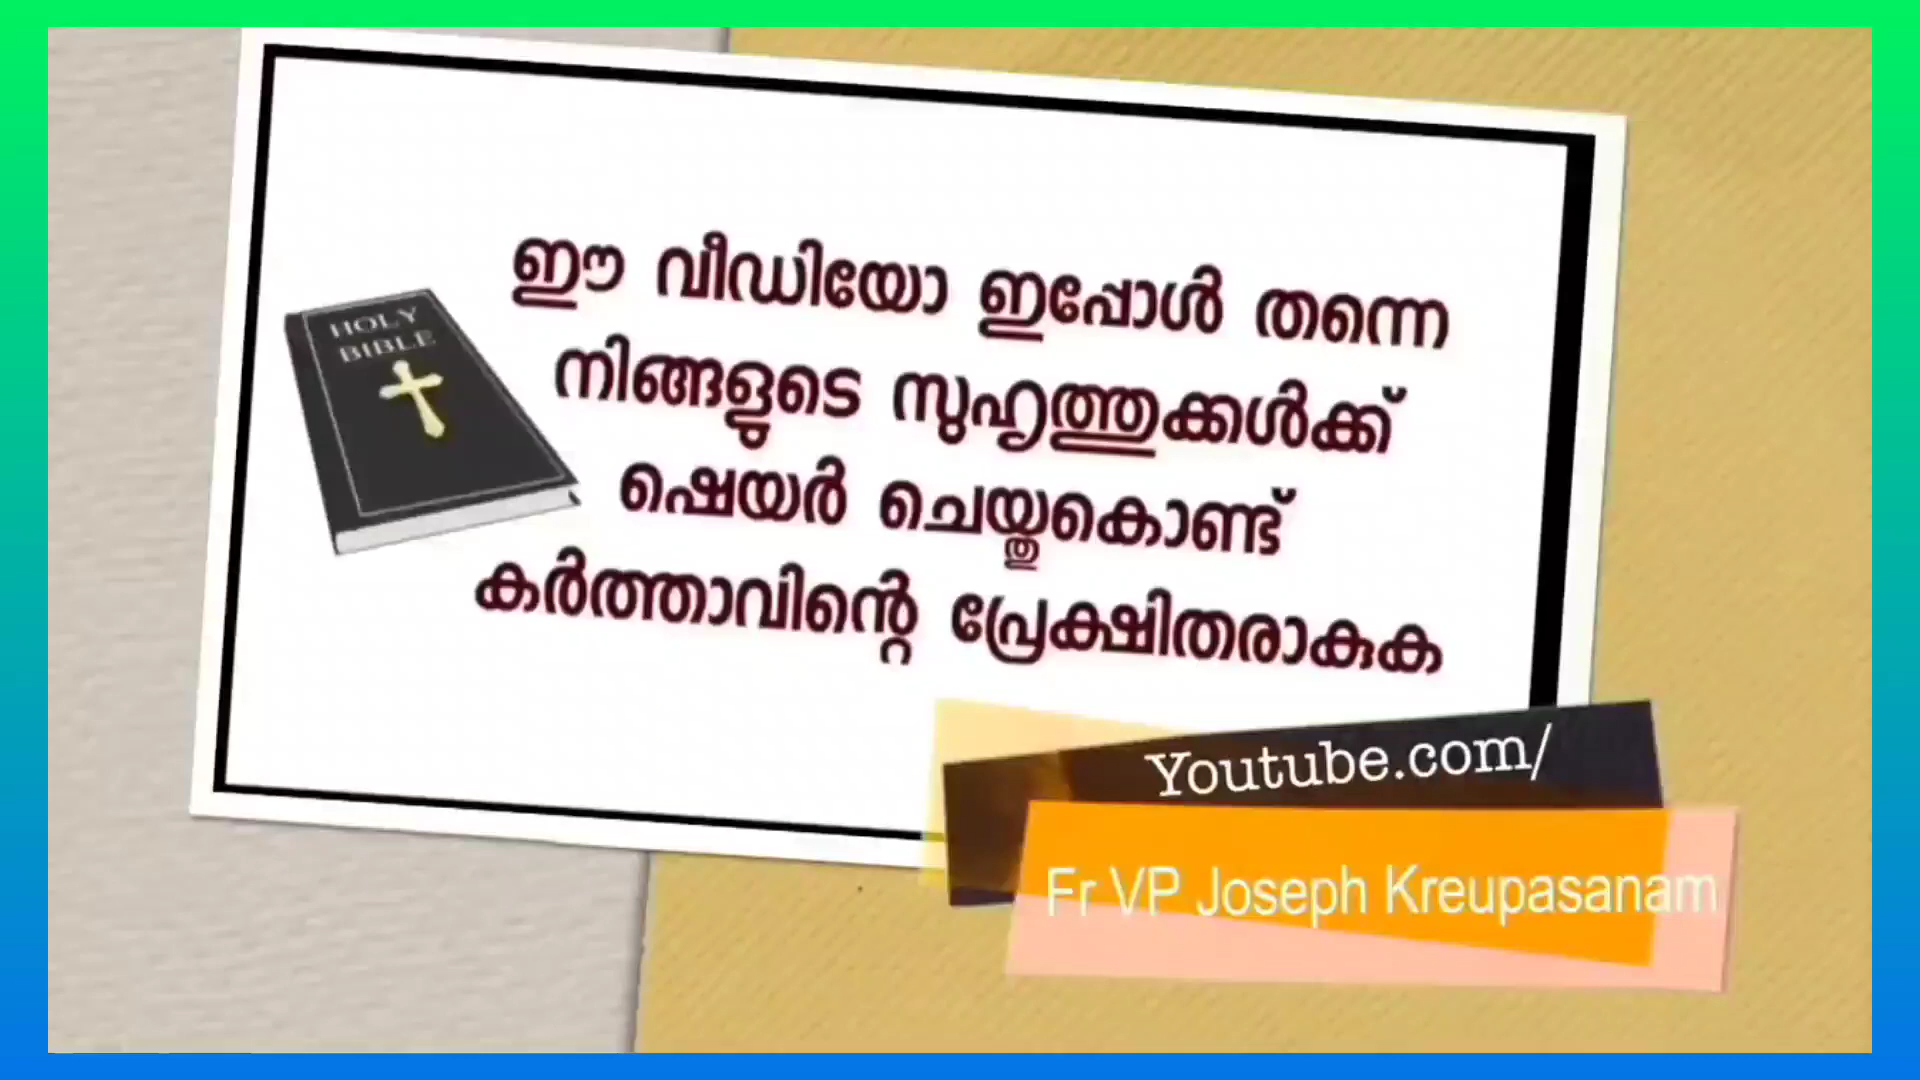 HOLY
BIBLE
ഈ വീഡിയോ ഇപ്പോൾ തന്നെ
നിങ്ങളുടെ സുഹൃത്തുക്കൾക്ക്
ഷെയർ ചെയ്തുകൊണ്ട്
കർത്താവിന്റെ പ്രേക്ഷിതരാകുക
Youtube.com/
Fr VP Joseph Kreupasanam